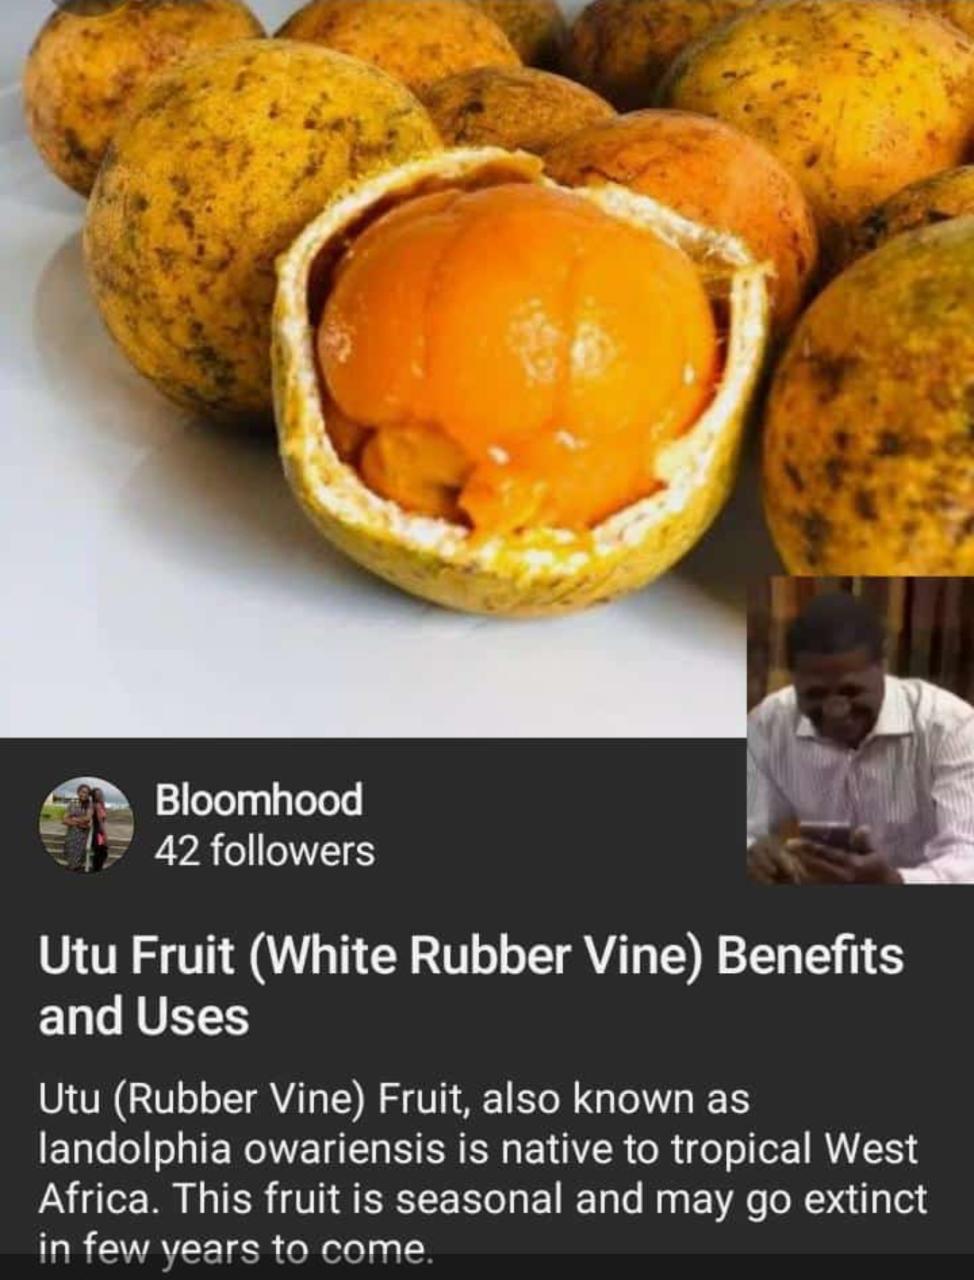 Bloomhood
42 followers
Utu Fruit (White Rubber Vine) Benefits
and Uses
Utu (Rubber Vine) Fruit, also known as
landolphia owariensis is native to tropical West
Africa. This fruit is seasonal and may go extinct
in few years to come.